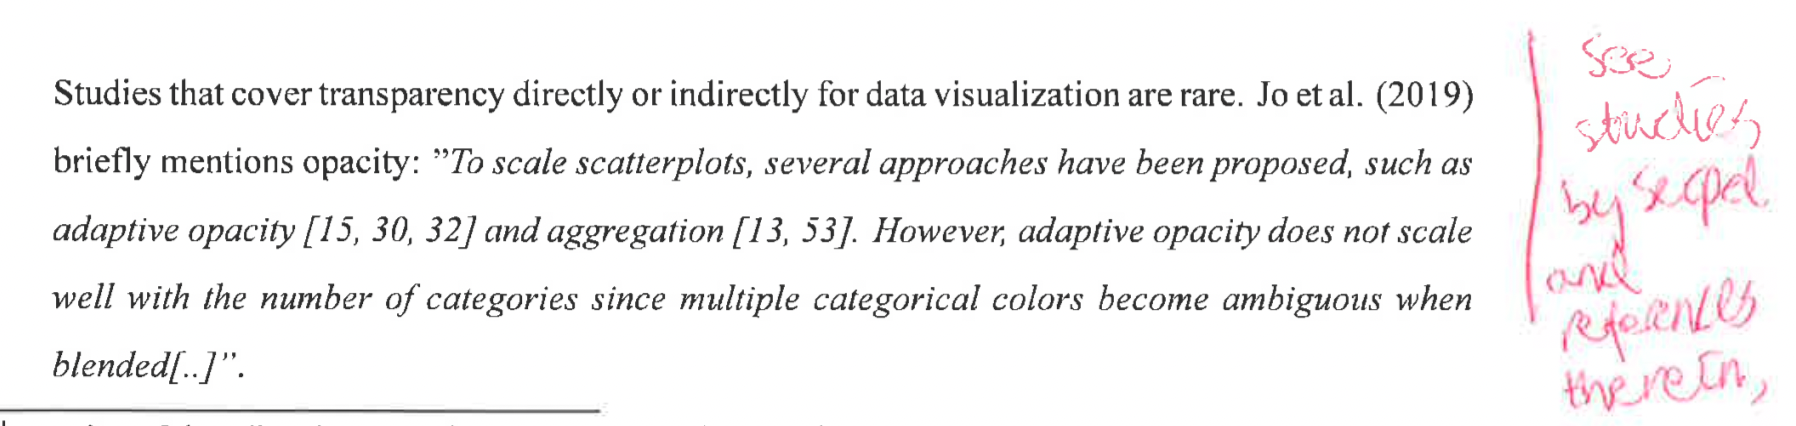 Studies that cover transparency directly or indirectly for data visualization are rare. Jo et al. (2019)
briefly mentions opacity: ”To scale scatterplots, several approaches have been proposed, such as
adaptive opacity [15, 30, 32] and aggregation [13, 53]. However, adaptive opacity does not scale
well with the number of categories since multiple categorical colors become ambiguous when
blended[..]”.
see
studies
by
and
references
therein,